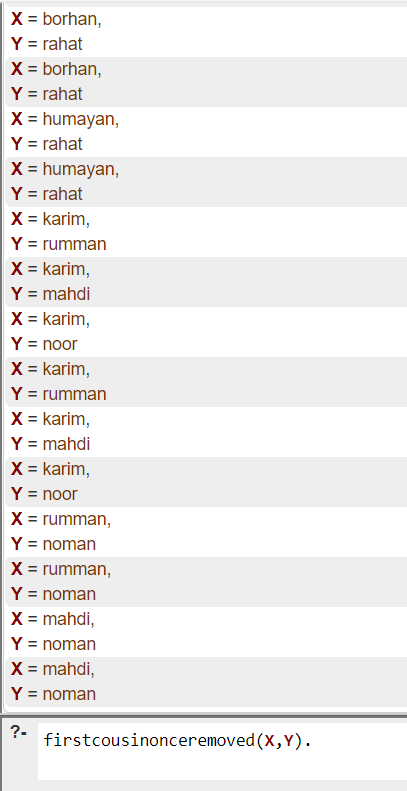 X = borhan,
Y = rahat
X = borhan,
Y = rahat
X = humayan,
Y = rahat
X = humayan,
Y = rahat
X = karim,
Y = rumman
X = karim,
Y = mahdi
X = karim,
Y = noor
X = karim,
Y = rumman
X = karim,
Y = mahdi
X = karim,
Y = noor
X = rumman,
Y = noman
X = rumman,
Y = noman
X = mahdi,
Y = noman
X = mahdi,
Y = noman
?- firstcousinonceremoved(X,Y).